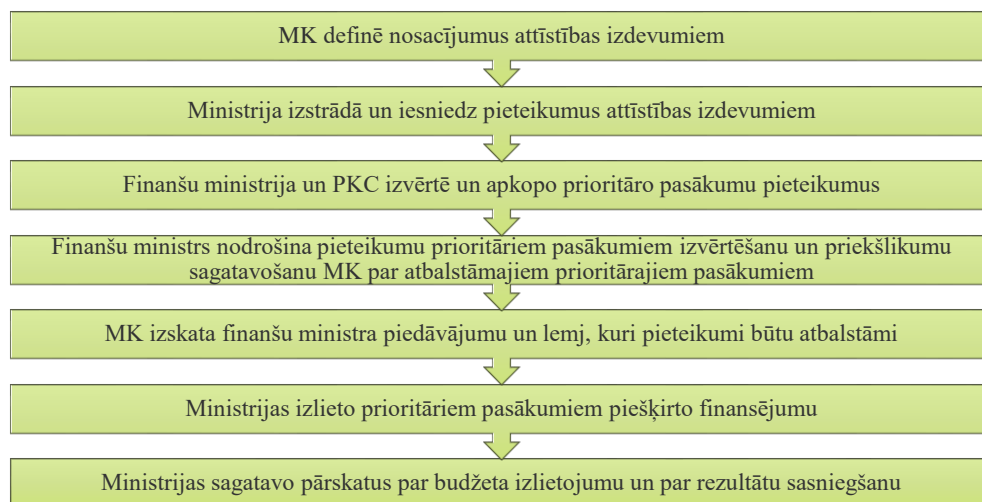 MK definē nosacījumus attīstības izdevumiem
Ministrija izstrādā un iesniedz pieteikumus attīstības izdevumiem
Finanšu ministrija un PKC izvērtē un apkopo prioritāro pasākumu pieteikumus
Finanšu ministrs nodrošina pieteikumu prioritāriem pasākumiem izvērtēšanu un priekšlikumu
sagatavošanu MK par atbalstāmajiem prioritārajiem pasākumiem
MK izskata finanšu ministra piedāvājumu un lemj, kuri pieteikumi būtu atbalstāmi
Ministrijas izlieto prioritāriem pasākumiem piešķirto finansējumu
Ministrijas sagatavo pārskatus par budžeta izlietojumu un par rezultātu sasniegšanu